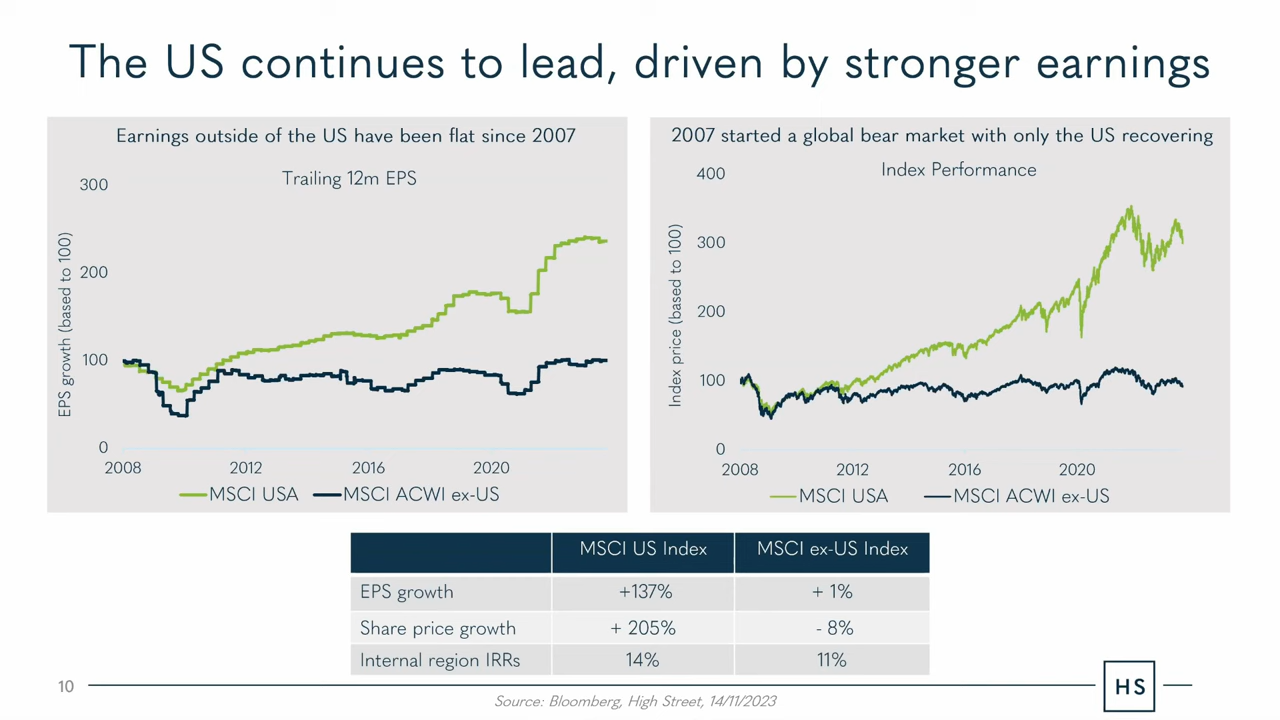 The US continues to lead, driven by stronger earnings
Earnings outside of the US have been flat since 2007
Trailing 12m EPS
EPS growth (based to 100)
300
200
100
0
2008 2012 2016 2020
MSCI USA MSCI ACWI ex-US
2007 started a global bear market with only the US recovering
Index Performance
Index price (based to 100)
400
300
200
100
0
2008 2012 2016 2020
MSCI USA MSCI ACWI ex-US
MSCI US Index MSCI ex-US Index
EPS growth +137% + 1%
Share price growth + 205% - 8%
Internal region IRRs 14% 11%
10
HS
Source: Bloomberg, High Street, 14/11/2023